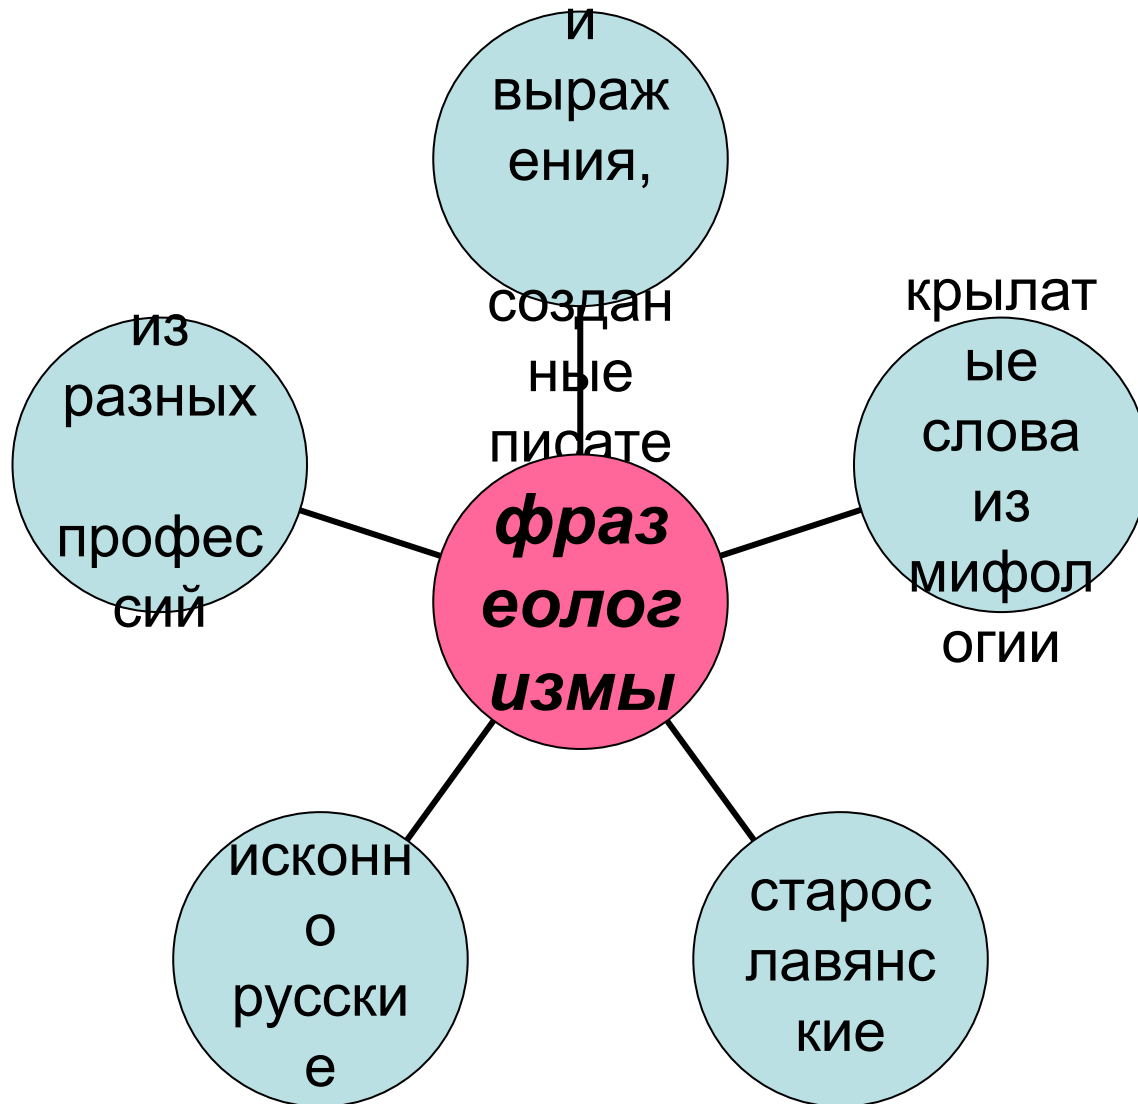 и
выраж
ения,
создан
ные
писате
крылат
ые
слова
из
мифол
огии
старос
лавянс
кие
исконн
о
русски
е
из
разных
профес
сий
фраз
еолог
измы